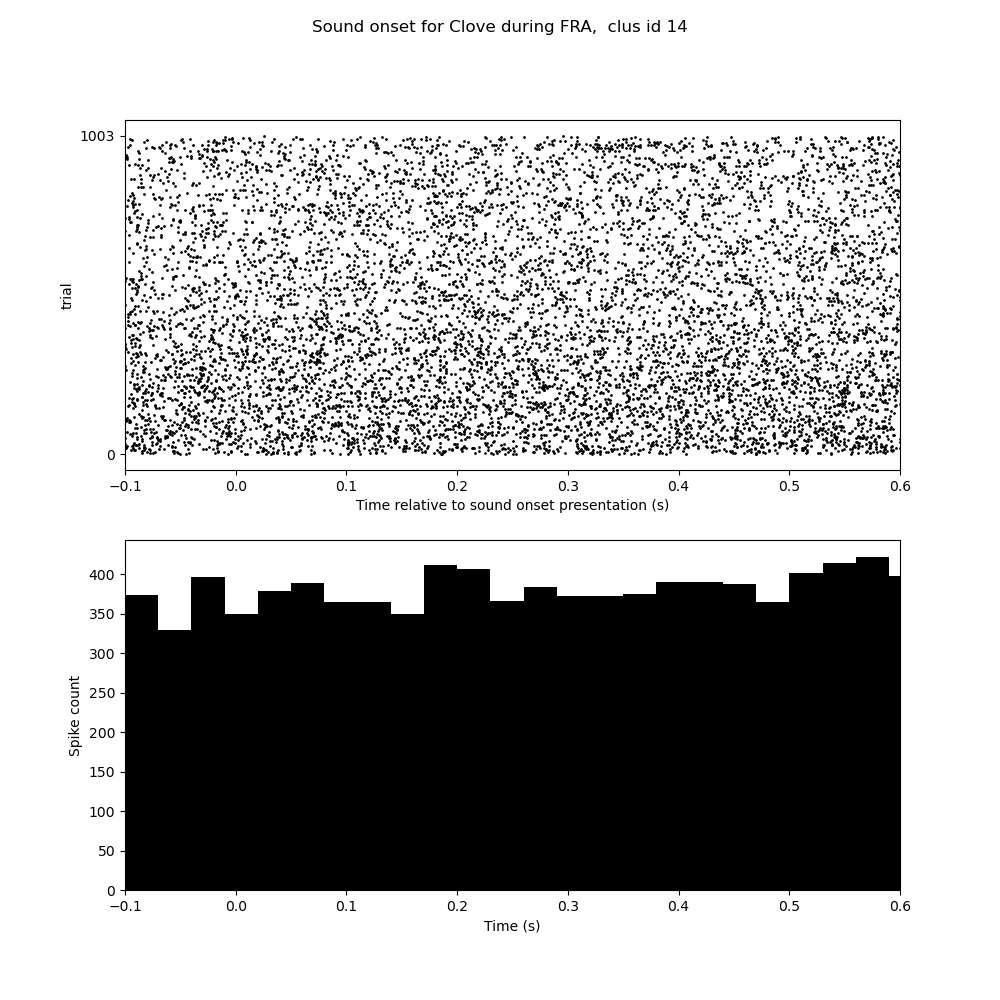 Sound onset for Clove during FRA,  clus id 14
1003
trial
0
−0.1 0.0 0.1 0.2 0.3 0.4 0.5 0.6
Time relative to sound onset presentation (s)
400
350
300
250
200
150
100
50
0
Spike count
−0.1 0.0 0.1 0.2 0.3 0.4 0.5 0.6
Time (s)